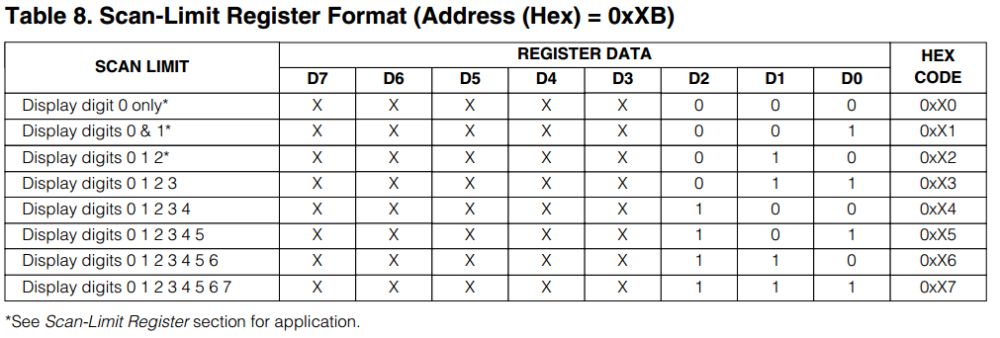 Table 8. Scan-Limit Register Format (Address (Hex) = 0xXB)
SCAN LIMIT REGISTER DATA HEX CODE
D7 D6 D5 D4 D3 D2 D1 D0
Display digit 0 only* X X X X X 0 0 0 0xX0
Display digits 0 & 1* X X X X X 0 0 1 0xX1
Display digits 0 1 2* X X X X X 0 1 0 0xX2
Display digits 0 1 2 3 X X X X X 0 1 1 0xX3
Display digits 0 1 2 3 4 X X X X X 1 0 0 0xX4
Display digits 0 1 2 3 4 5 X X X X X 1 0 1 0xX5
Display digits 0 1 2 3 4 5 6 X X X X X 1 1 0 0xX6
Display digits 0 1 2 3 4 5 6 7 X X X X X 1 1 1 0xX7
*See Scan-Limit Register section for application.